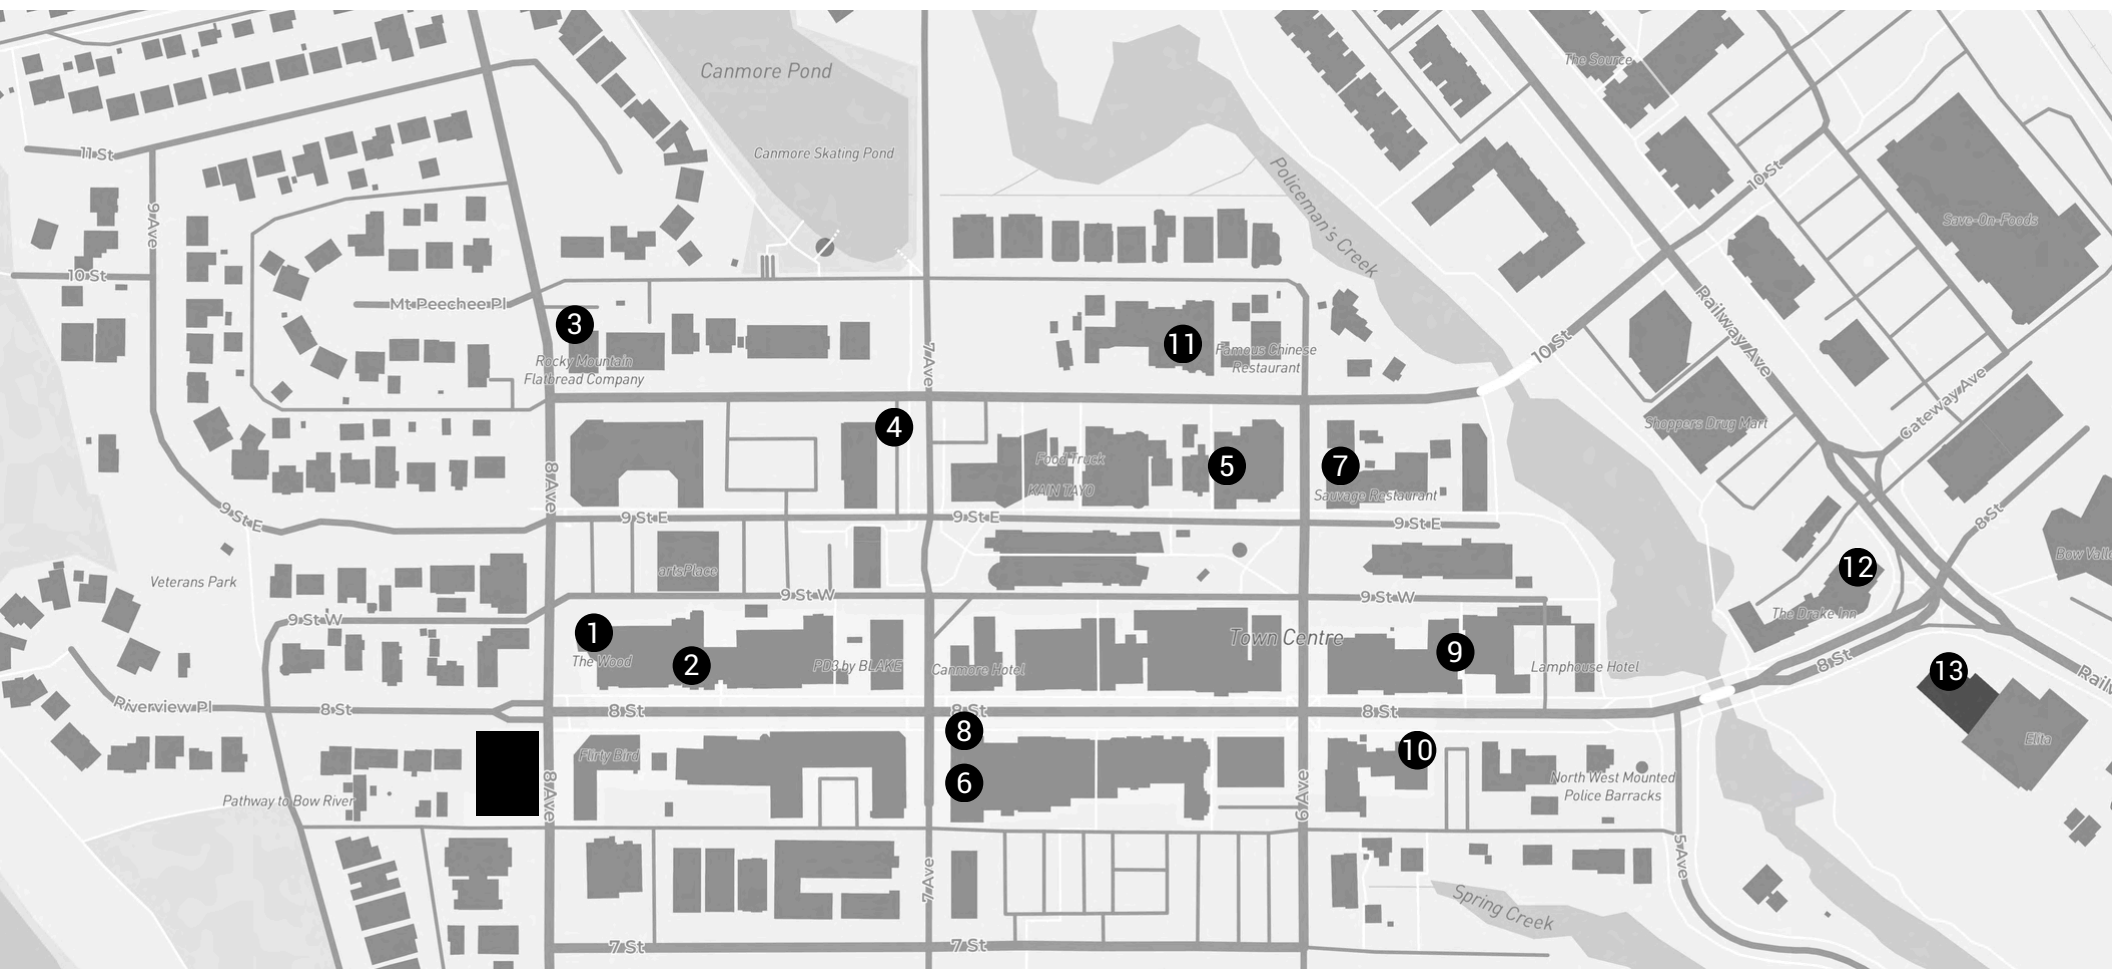 Canmore Pond
The Source
11 St
Canmore Skating Pond
10 St
Policeman's Creek
9 Ave
Save-On-Foods
10 St
Mt Peechee Pl
Railway Ave
3
11
10 St
Rocky Mountain
Flatbread Company
7 Ave
Famous Chinese
Restaurant
Gateway Ave
4
Shoppers Drug Mart
8 Ave
Food Truck
KAIN TAYO
5
7
Sauvage Restaurant
9 St E
9 St E
9 St E
9 St E
8 St
Bow Valle
Veterans Park
artsPlace
12
9 St W
9 St W
9 St W
The Drake Inn
1
The Wood
2
PD3 by BLAKE
Canmore Hotel
Town Centre
9
Lamphouse Hotel
8 St
13
Railw
Riverview Pl
8 St
8 St
8 St
8 St
8
Flirty Bird
10
Elita
6
North West Mounted
Police Barracks
Pathway to Bow River
8 Ave
6 Ave
7 Ave
5 Ave
Spring Creek
7 St
7 St